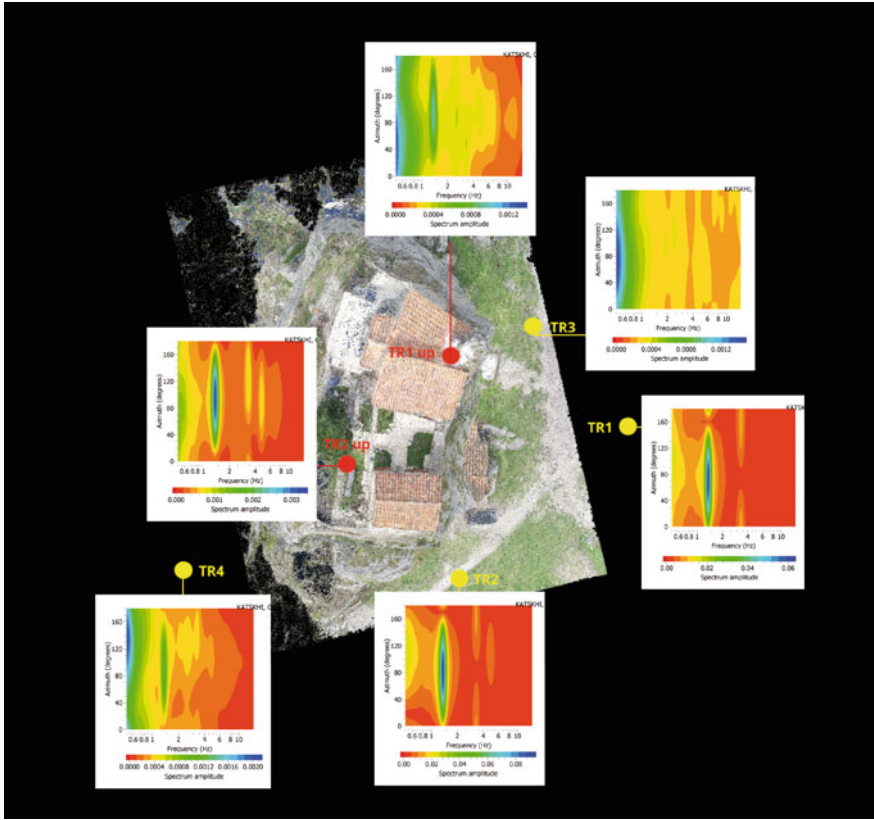 KATSKHI, 0
160
120
80
40
0
Azimuth (degrees)
0.6 0.8 1 2 4 6 8 10
Frequency (Hz)
0.0000 0.0004 0.0008 0.0012
Spectrum amplitude
KATSKHI, 0
160
120
80
40
0
Azimuth (degrees)
0.6 0.8 1 2 4 6 8 10
Frequency (Hz)
0.0000 0.0004 0.0008 0.0012
Spectrum amplitude
TR3
TR1 up
KATSKHI, 0
160
120
80
40
0
Azimuth (degrees)
0.6 0.8 1 2 4 6 8 10
Frequency (Hz)
0.000 0.001 0.002 0.003
Spectrum amplitude
TR2 up
TR1
KATSK
160
120
80
40
0
Azimuth (degrees)
0.6 0.8 1 2 4 6 8 10
Frequency (Hz)
0.00 0.02 0.04 0.06
Spectrum amplitude
TR4
KATSKHI, 0
160
120
80
40
0
Azimuth (degrees)
0.6 0.8 1 2 4 6 8 10
Frequency (Hz)
0.0000 0.0004 0.0008 0.0012 0.0016 0.0020
Spectrum amplitude
TR2
KATSKHI,
160
120
80
40
0
Azimuth (degrees)
0.6 0.8 1 2 4 6 8 10
Frequency (Hz)
0.00 0.02 0.04 0.06 0.08
Spectrum amplitude